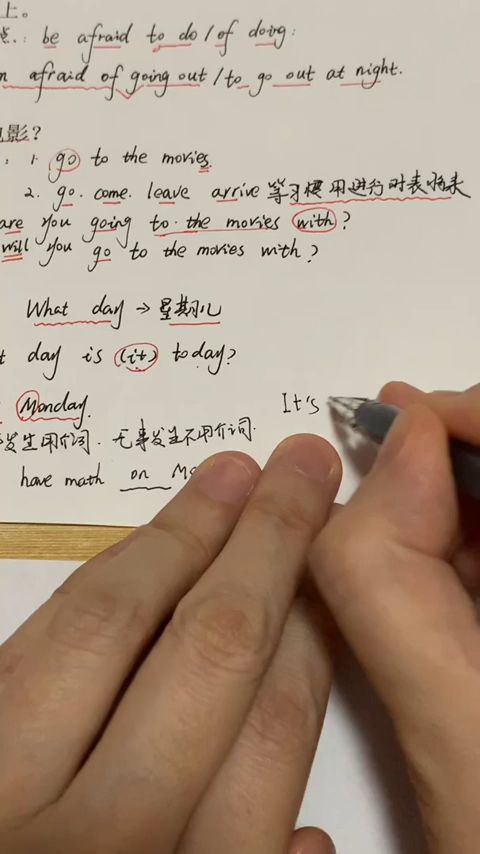 上。
点.: be afraid to do / of doing:
afraid of going out / to go out at night.
电影?
: 1. go to the movies.
2. go. come. leave arrive 等习惯用进行时表将来
are you going to the movies with?
will you go to the movies with?
What day → 星期几
day is (it) today?
Monday.
It's
发生用介词. 无事发生不用介词.
have math on Mo